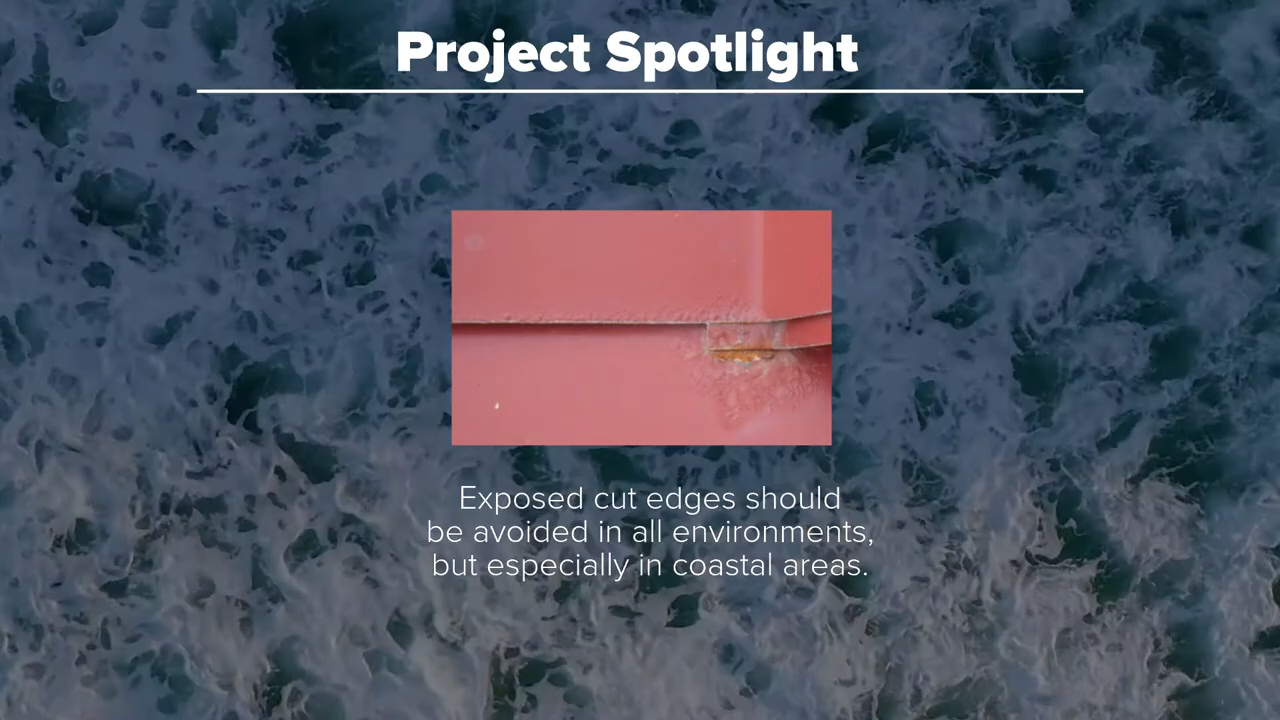 Project Spotlight
Exposed cut edges should
be avoided in all environments,
but especially in coastal areas.